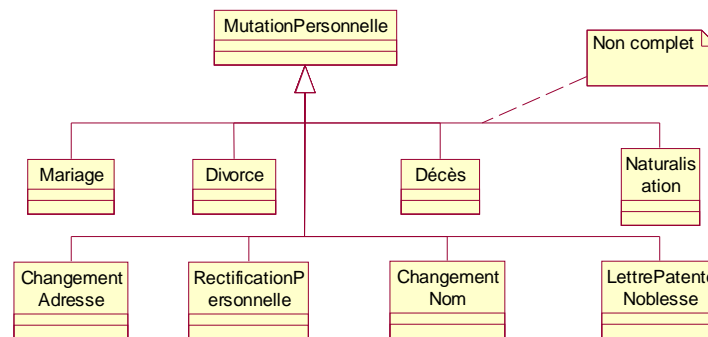 MutationPersonnelle
Non complet
Mariage
Divorce
Décès
Naturalis
ation
Changement
Adresse
RectificationP
ersonnelle
Changement
Nom
LettrePatente
Noblesse